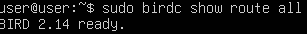 user@user:~$ sudo birdc show route all
BIRD 2.14 ready.